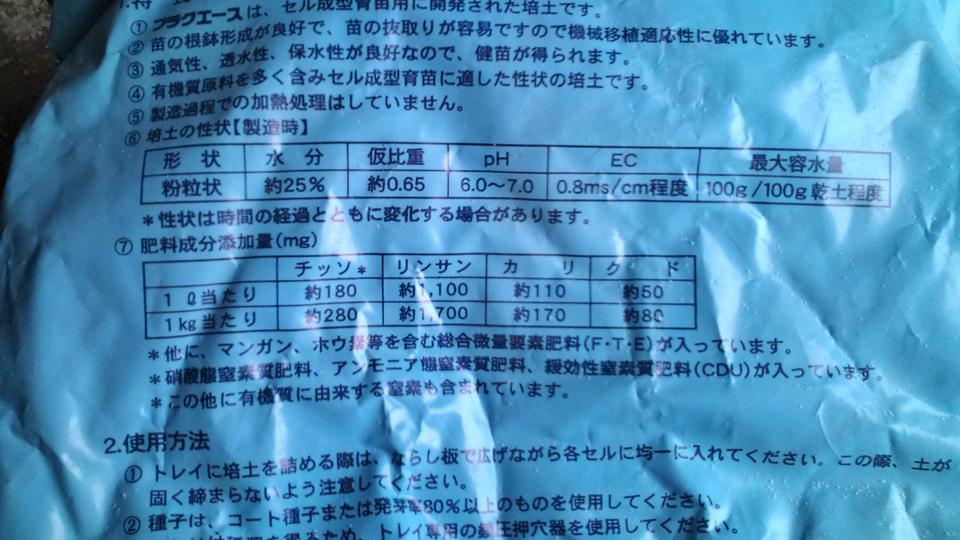 1.特
① プラグエースは、セル成型育苗用に開発された培土です。
② 苗の根鉢形成が良好で、苗の抜取りが容易ですので機械移植適応性に優れています。
③ 通気性、透水性、保水性が良好なので、健苗が得られます。
④ 有機質原料を多く含みセル成型育苗に適した性状の培土です。
⑤ 製造過程での加熱処理はしていません。
⑥ 培土の性状【製造時】
形状 水分 仮比重 pH EC 最大容水量
粉粒状 約25% 約0.65 6.0〜7.0 0.8ms/cm程度 100g/100g乾土程度
*性状は時間の経過とともに変化する場合があります。
⑦ 肥料成分添加量(mg)
チッソ* リンサン カリ クド
1ℓ当たり 約180 約1,100 約110 約50
1kg当たり 約280 約1,700 約170 約80
*他に、マンガン、ホウ素等を含む総合微量要素肥料(F・T・E)が入っています。
*硝酸態窒素質肥料、アンモニア態窒素質肥料、緩効性窒素質肥料(CDU)が入っています。
*この他に有機質に由来する窒素も含まれています。
2.使用方法
① トレイに培土を詰める際は、ならし板で広げながら各セルに均一に入れてください。この際、土が
固く締まらないよう注意してください。
② 種子は、コート種子または発芽率80%以上のものを使用してください。
るため、トレイ専用の鎮圧押穴器を使用してください。